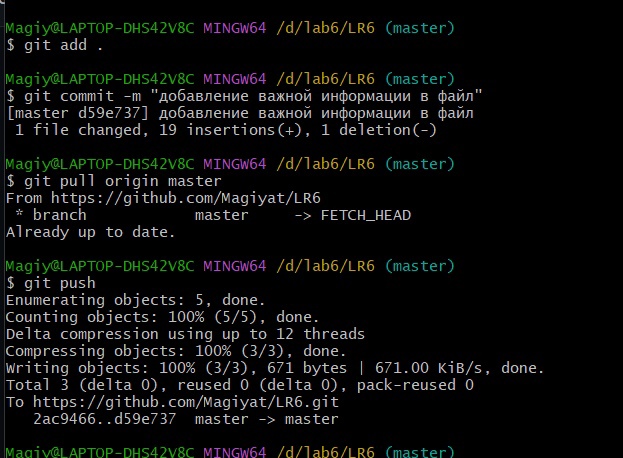 Magiy@LAPTOP-DHS42V8C MINGW64 /d/lab6/LR6 (master)
$ git add .
Magiy@LAPTOP-DHS42V8C MINGW64 /d/lab6/LR6 (master)
$ git commit -m "добавление важной информации в файл"
[master d59e737] добавление важной информации в файл
 1 file changed, 19 insertions(+), 1 deletion(-)
Magiy@LAPTOP-DHS42V8C MINGW64 /d/lab6/LR6 (master)
$ git pull origin master
From https://github.com/Magiyat/LR6
 * branch            master     -> FETCH_HEAD
Already up to date.
Magiy@LAPTOP-DHS42V8C MINGW64 /d/lab6/LR6 (master)
$ git push
Enumerating objects: 5, done.
Counting objects: 100% (5/5), done.
Delta compression using up to 12 threads
Compressing objects: 100% (3/3), done.
Writing objects: 100% (3/3), 671 bytes | 671.00 KiB/s, done.
Total 3 (delta 0), reused 0 (delta 0), pack-reused 0
To https://github.com/Magiyat/LR6.git
   2ac9466..d59e737  master -> master
Magiy@LAPTOP-DHS42V8C MINGW64 /d/lab6/LR6 (master)